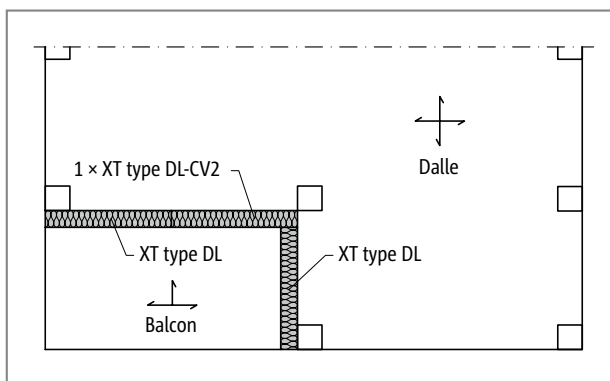 1 × XT type DL-CV2
Dalle
XT type DL
XT type DL
Balcon